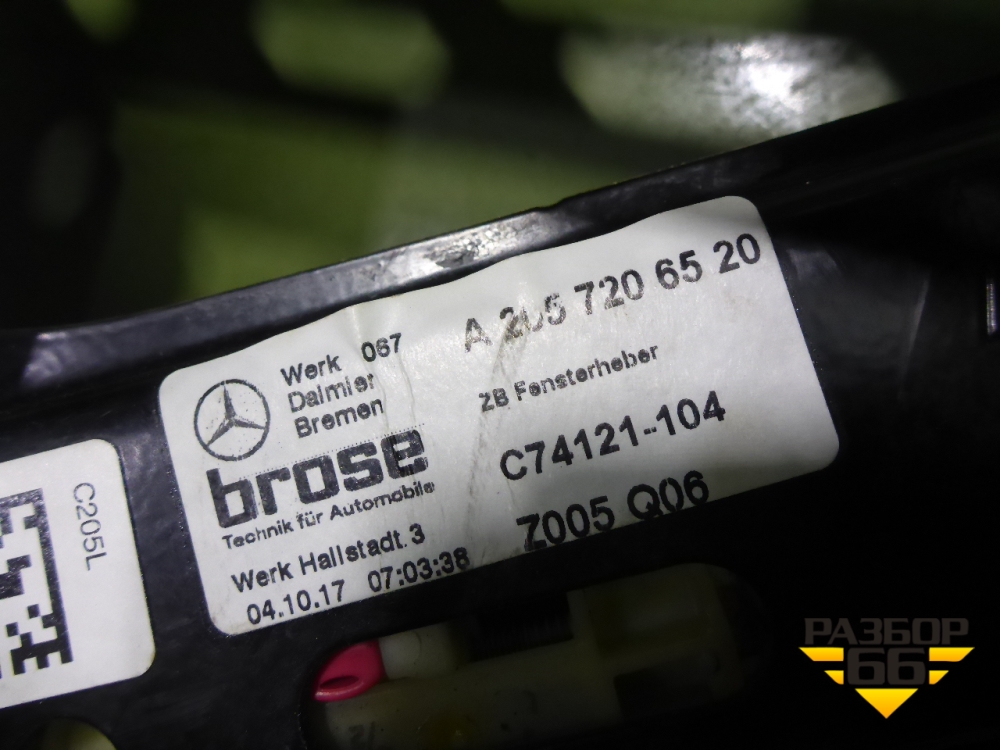 A 205 720 65 20
Werk 067
Daimler
Bremen
ZB Fensterheber
brose
C74121-104
Technik für Automobile
Z005 Q06
Werk Hallstadt. 3
04.10.17 07:03:38
C205L
РАЗБОР
66